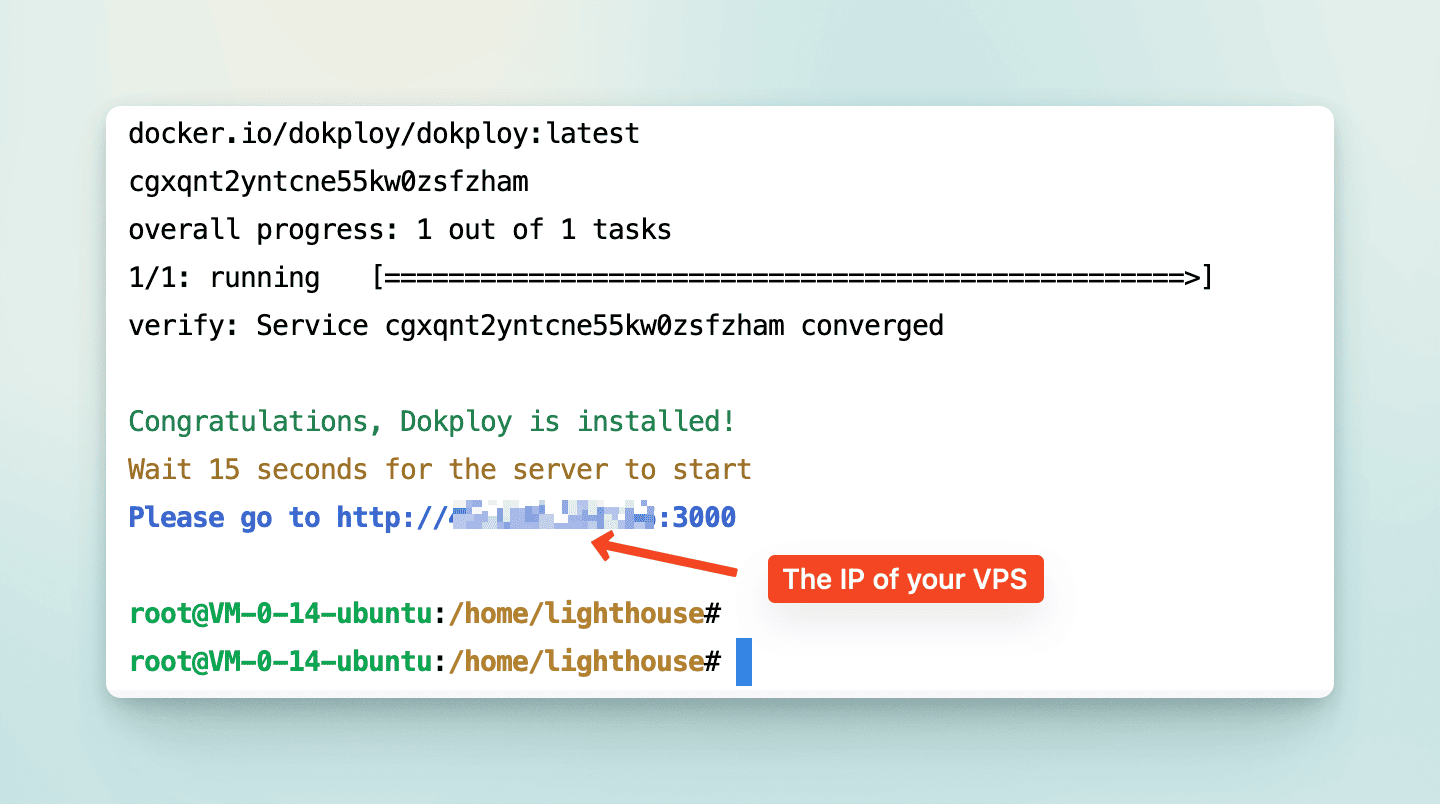 docker.io/dokploy/dokploy:latest
cgxqnt2yntcne55kw0zsfzham
overall progress: 1 out of 1 tasks
1/1: running   [==================================================>]
verify: Service cgxqnt2yntcne55kw0zsfzham converged
Congratulations, Dokploy is installed!
Wait 15 seconds for the server to start
Please go to http:// :3000
The IP of your VPS
root@VM-0-14-ubuntu:/home/lighthouse#
root@VM-0-14-ubuntu:/home/lighthouse#